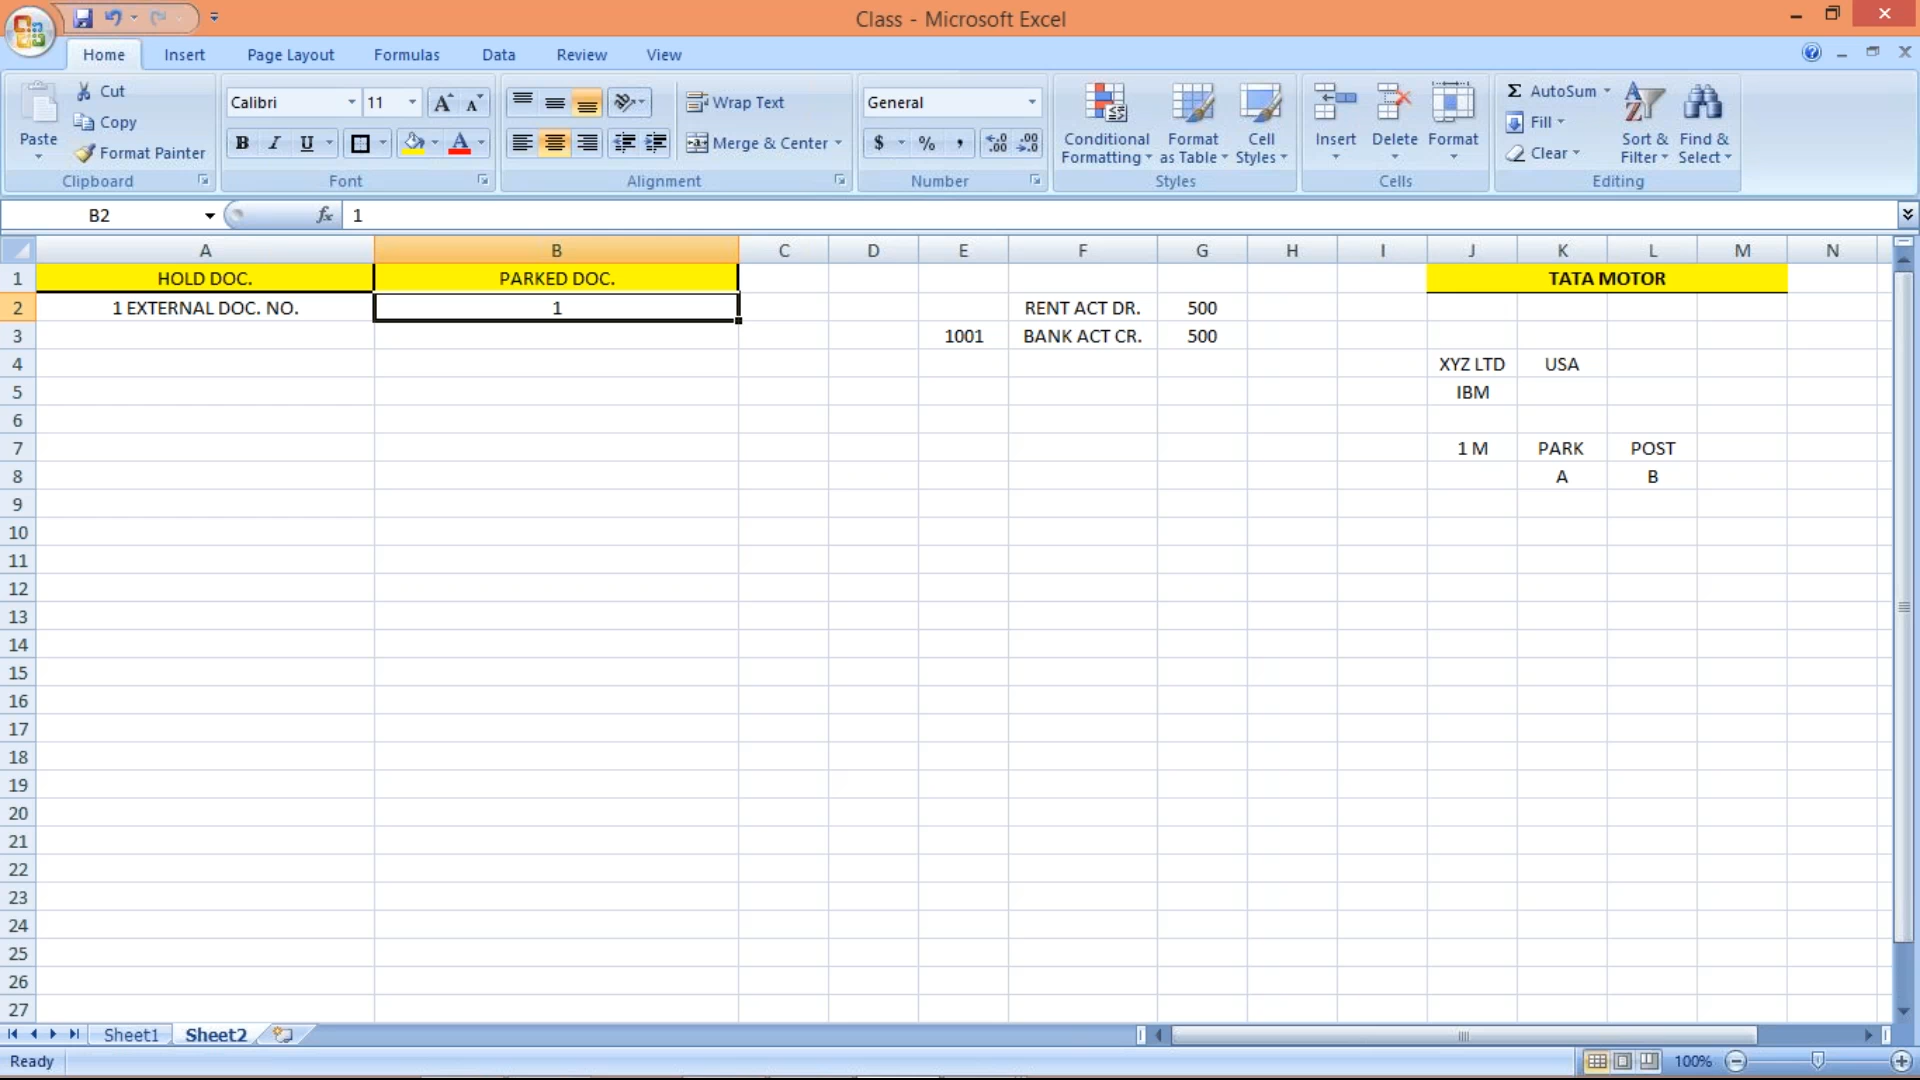 Class - Microsoft Excel
Home Insert Page Layout Formulas Data Review View
Paste
Cut
Copy
Format Painter
Clipboard
Calibri 11
B I U
Font
Wrap Text
Merge & Center
Alignment
General
$ % , .0 .00 .00 .0
Number
Conditional Formatting
Format as Table
Cell Styles
Styles
Insert Delete Format
Cells
Σ AutoSum
Fill
Clear
Sort & Filter
Find & Select
Editing
B2 fx 1
A B C D E F G H I J K L M N
1 HOLD DOC. PARKED DOC. TATA MOTOR
2 1 EXTERNAL DOC. NO. 1 RENT ACT DR. 500
3 1001 BANK ACT CR. 500
4 XYZ LTD USA
5 IBM
6
7 1 M PARK POST
8 A B
9
10
11
12
13
14
15
16
17
18
19
20
21
22
23
24
25
26
27
Sheet1 Sheet2
Ready 100%